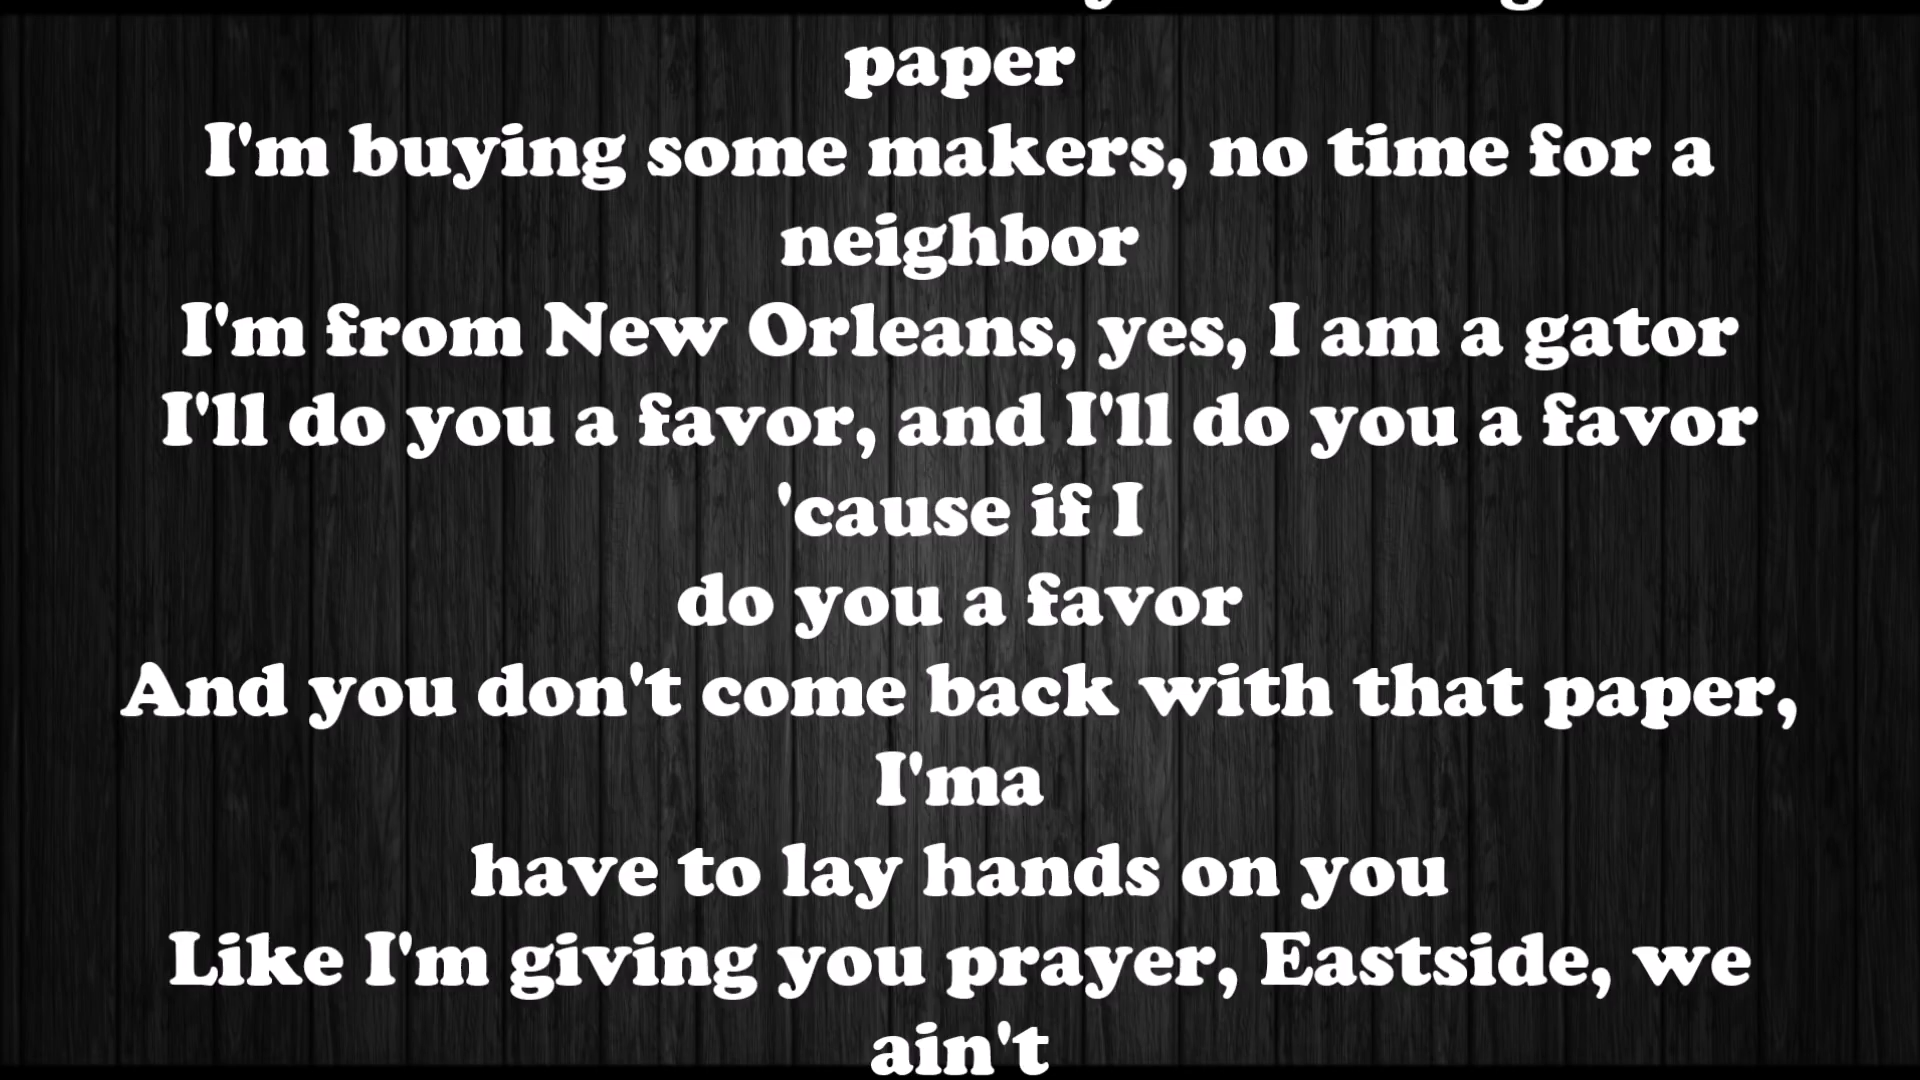 paper
I'm buying some makers, no time for a
neighbor
I'm from New Orleans, yes, I am a gator
I'll do you a favor, and I'll do you a favor
'cause if I
do you a favor
And you don't come back with that paper,
I'ma
have to lay hands on you
Like I'm giving you prayer, Eastside, we
ain't